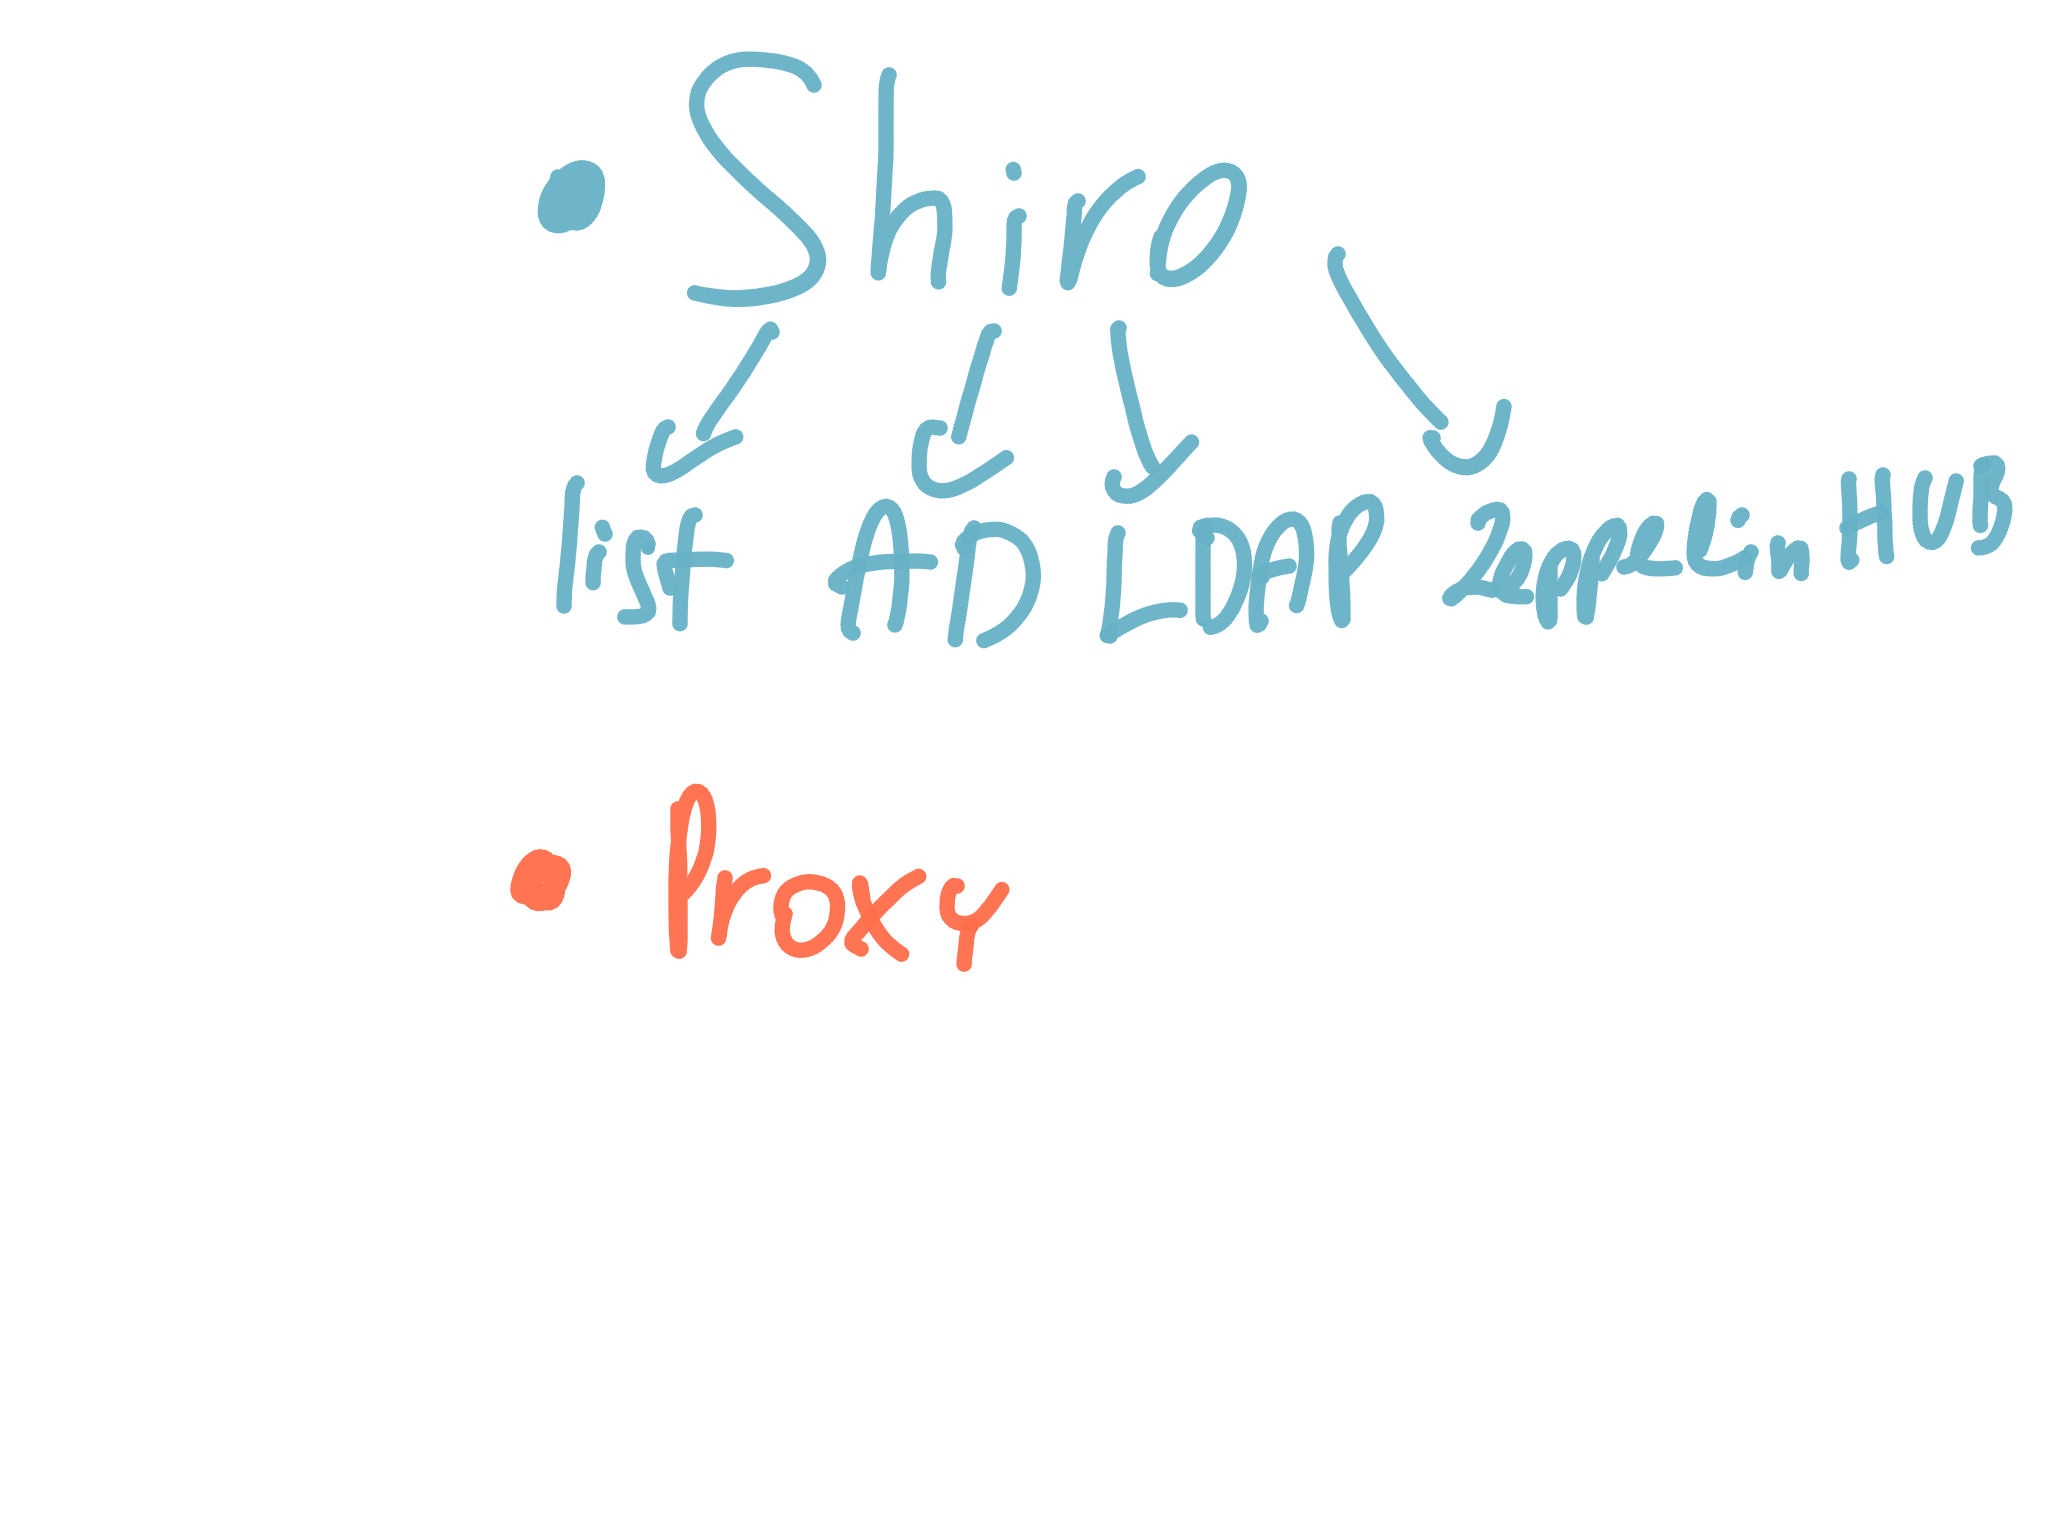 • Shiro
list AD LDAP Zeppelin HUB
• Proxy